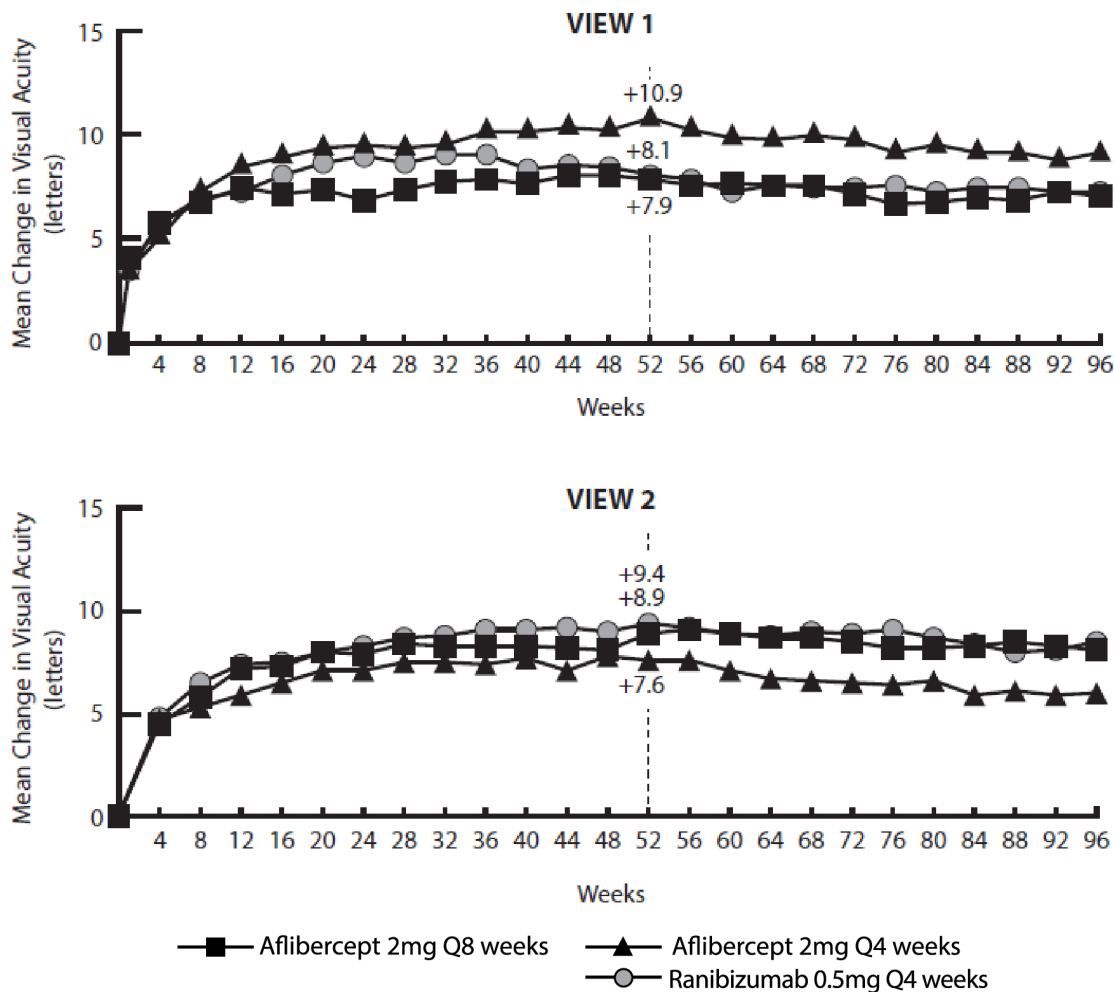 VIEW 1
Mean Change in Visual Acuity
(letters)
15
10
5
0
+10.9
+8.1
+7.9
4 8 12 16 20 24 28 32 36 40 44 48 52 56 60 64 68 72 76 80 84 88 92 96
Weeks
VIEW 2
Mean Change in Visual Acuity
(letters)
15
10
5
0
+9.4
+8.9
+7.6
4 8 12 16 20 24 28 32 36 40 44 48 52 56 60 64 68 72 76 80 84 88 92 96
Weeks
Aflibercept 2mg Q8 weeks
Aflibercept 2mg Q4 weeks
Ranibizumab 0.5mg Q4 weeks